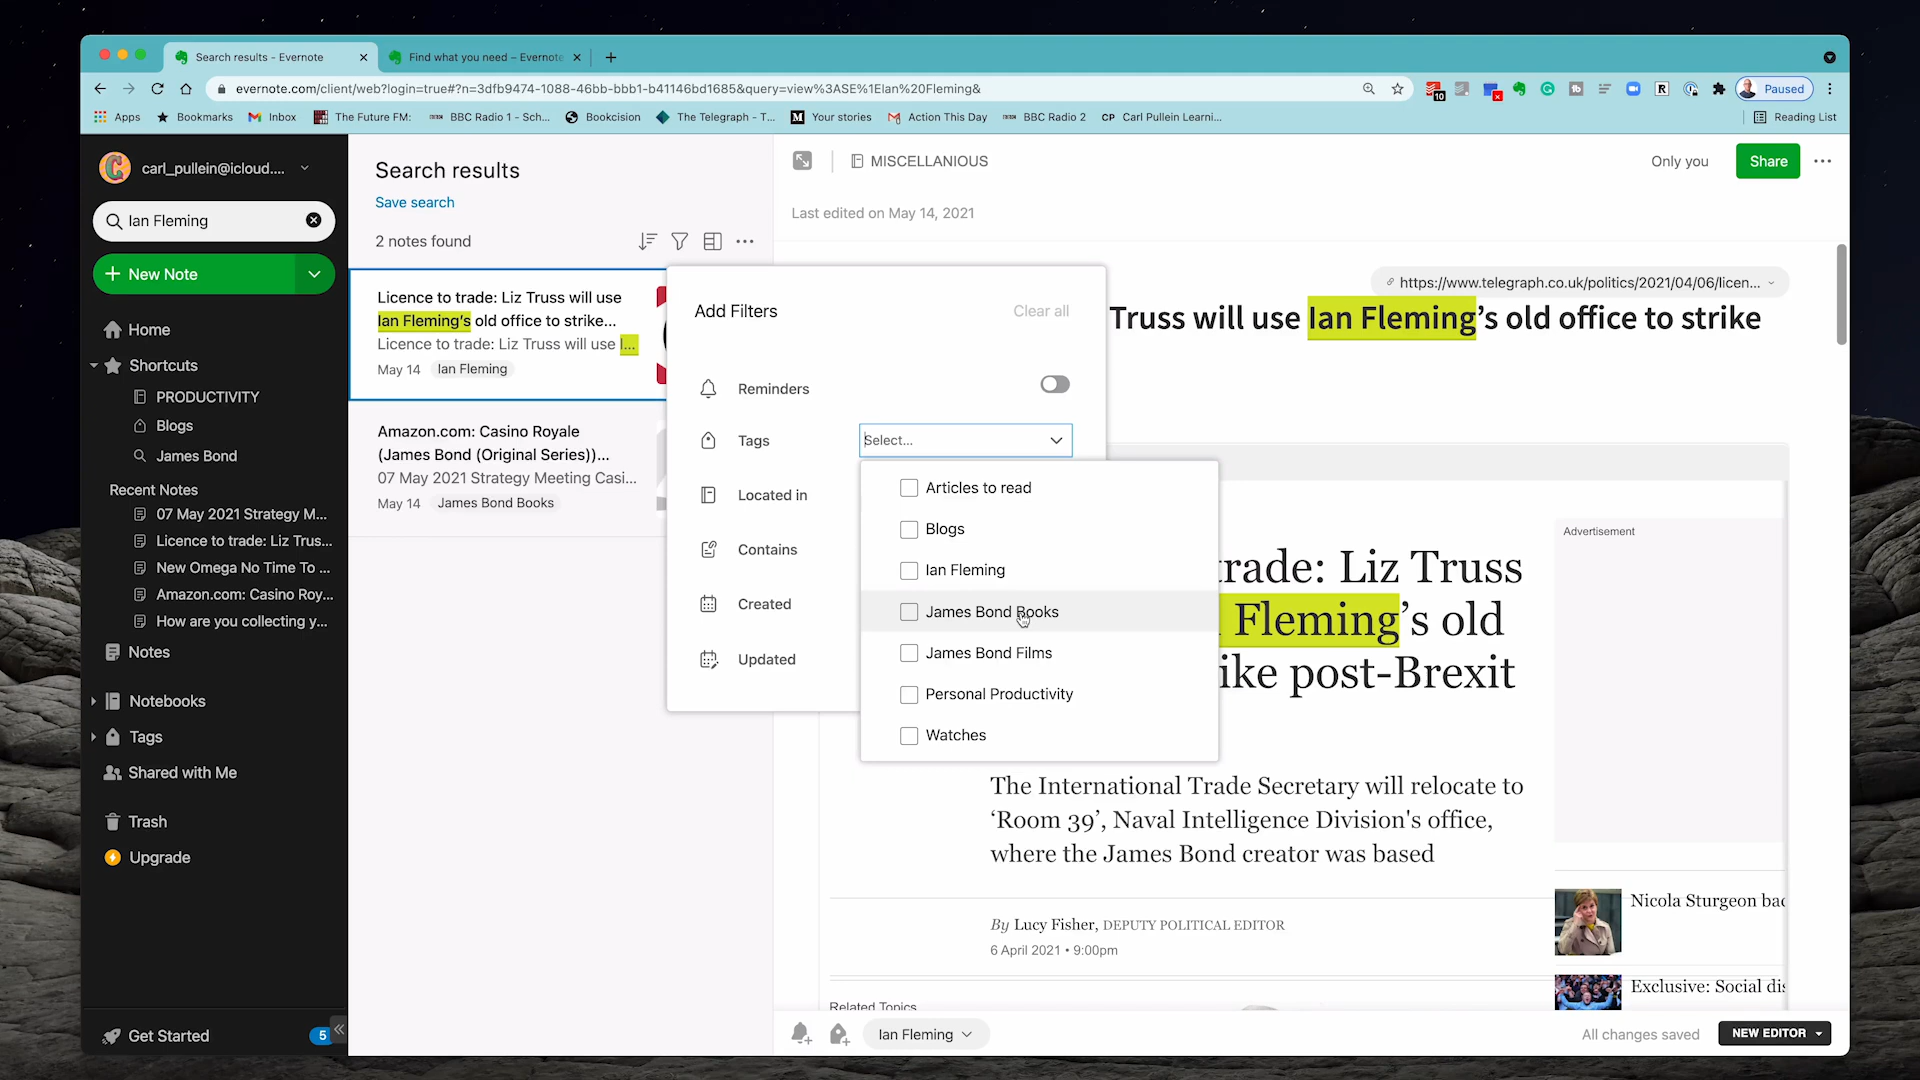 Search results - Evernote
Find what you need – Evernote
evernote.com/client/web?login=true#?n=3dfb9474-1088-46bb-bbb1-b41146bd1685&query=view%3ASE%1Elan%20Fleming&
10
Paused
Apps
Bookmarks
Inbox
The Future FM:
BBC Radio 1 - Sch...
Bookcision
The Telegraph - T...
Your stories
Action This Day
BBC Radio 2
CP Carl Pullein Learni...
Reading List
carl_pullein@icloud....
Ian Fleming
New Note
Home
Shortcuts
PRODUCTIVITY
Blogs
James Bond
Recent Notes
07 May 2021 Strategy M...
Licence to trade: Liz Trus...
New Omega No Time To ...
Amazon.com: Casino Roy...
How are you collecting y...
Notes
Notebooks
Tags
Shared with Me
Trash
Upgrade
Get Started
5
Search results
Save search
2 notes found
Licence to trade: Liz Truss will use
Ian Fleming's old office to strike...
Licence to trade: Liz Truss will use I...
May 14 Ian Fleming
Amazon.com: Casino Royale
(James Bond (Original Series))...
07 May 2021 Strategy Meeting Casi...
May 14 James Bond Books
Add Filters
Clear all
Reminders
Tags
Select...
Located in
Contains
Created
Updated
Articles to read
Blogs
Ian Fleming
James Bond Books
James Bond Films
Personal Productivity
Watches
MISCELLANIOUS
Only you
Share
Last edited on May 14, 2021
https://www.telegraph.co.uk/politics/2021/04/06/licen...
Truss will use Ian Fleming's old office to strike
Advertisement
trade: Liz Truss
Fleming's old
ike post-Brexit
The International Trade Secretary will relocate to
‘Room 39’, Naval Intelligence Division's office,
where the James Bond creator was based
By Lucy Fisher, DEPUTY POLITICAL EDITOR
6 April 2021 • 9:00pm
Nicola Sturgeon bac
Exclusive: Social dis
Related Topics
Ian Fleming
All changes saved
NEW EDITOR